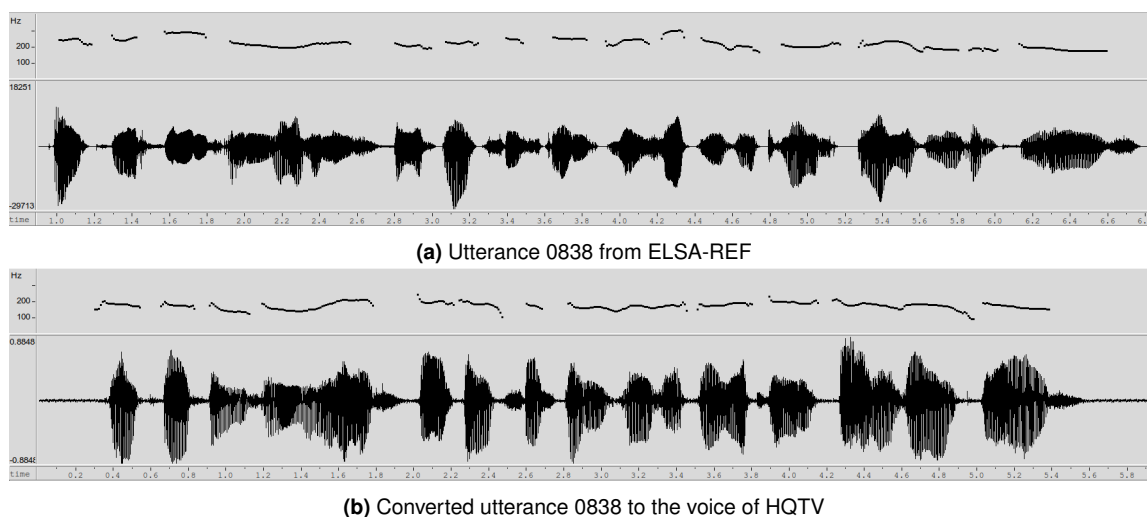 Hz
200
100
18251
-29713
time 1.0 1.2 1.4 1.6 1.8 2.0 2.2 2.4 2.6 2.8 3.0 3.2 3.4 3.6 3.8 4.0 4.2 4.4 4.6 4.8 5.0 5.2 5.4 5.6 5.8 6.0 6.2 6.4 6.6 6.
(a) Utterance 0838 from ELSA-REF
Hz
200
100
0.8848
-0.8848
time 0.2 0.4 0.6 0.8 1.0 1.2 1.4 1.6 1.8 2.0 2.2 2.4 2.6 2.8 3.0 3.2 3.4 3.6 3.8 4.0 4.2 4.4 4.6 4.8 5.0 5.2 5.4 5.6 5.8
(b) Converted utterance 0838 to the voice of HQTV